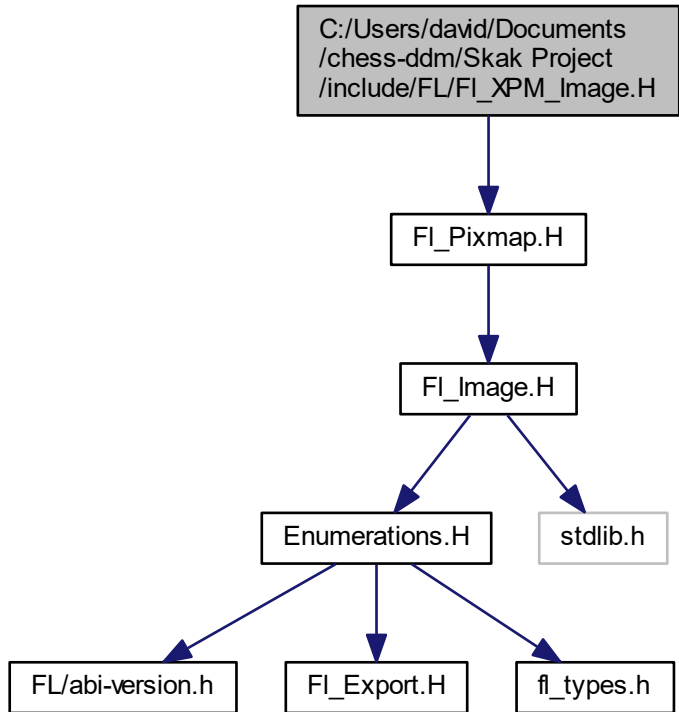 C:/Users/david/Documents
/chess-ddm/Skak Project
/include/FL/Fl_XPM_Image.H
Fl_Pixmap.H
Fl_Image.H
Enumerations.H
stdlib.h
FL/abi-version.h
Fl_Export.H
fl_types.h